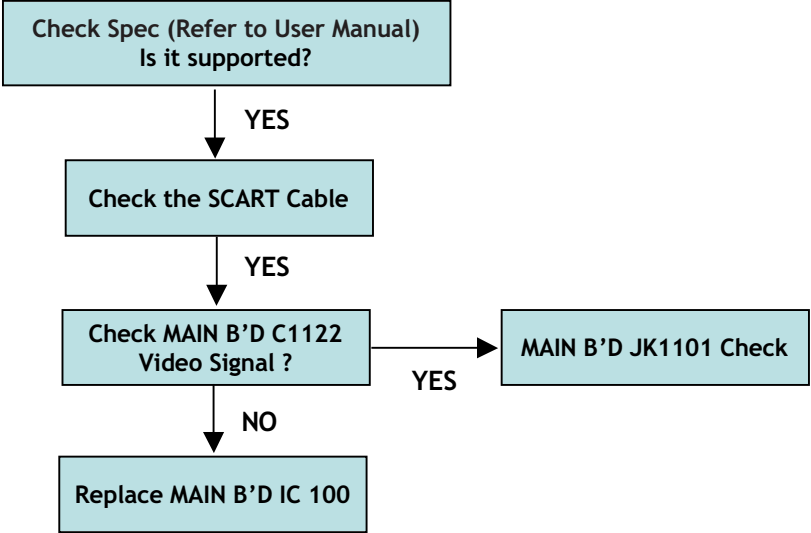 Check Spec (Refer to User Manual)
Is it supported?
YES
Check the SCART Cable
YES
Check MAIN B’D C1122
Video Signal ?
YES
MAIN B’D JK1101 Check
NO
Replace MAIN B’D IC 100